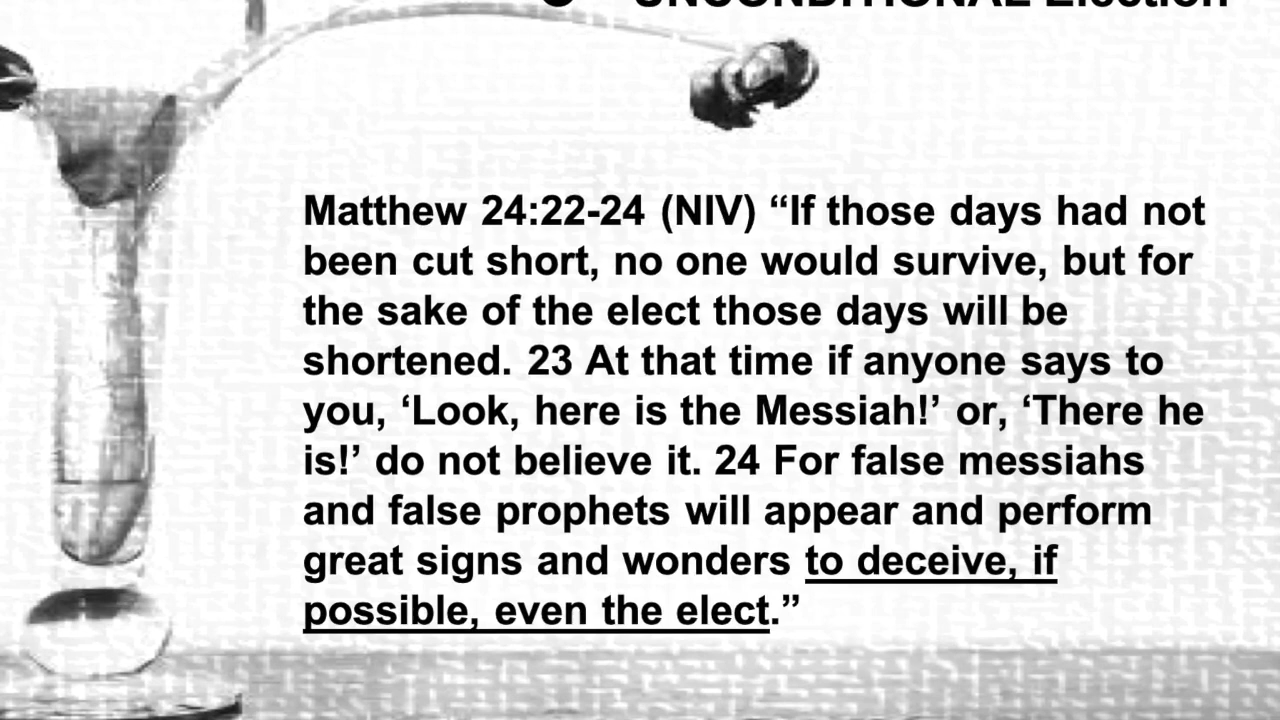 UNCONDITIONAL Election
Matthew 24:22-24 (NIV) “If those days had not
been cut short, no one would survive, but for
the sake of the elect those days will be
shortened. 23 At that time if anyone says to
you, ‘Look, here is the Messiah!’ or, ‘There he
is!’ do not believe it. 24 For false messiahs
and false prophets will appear and perform
great signs and wonders to deceive, if
possible, even the elect.”